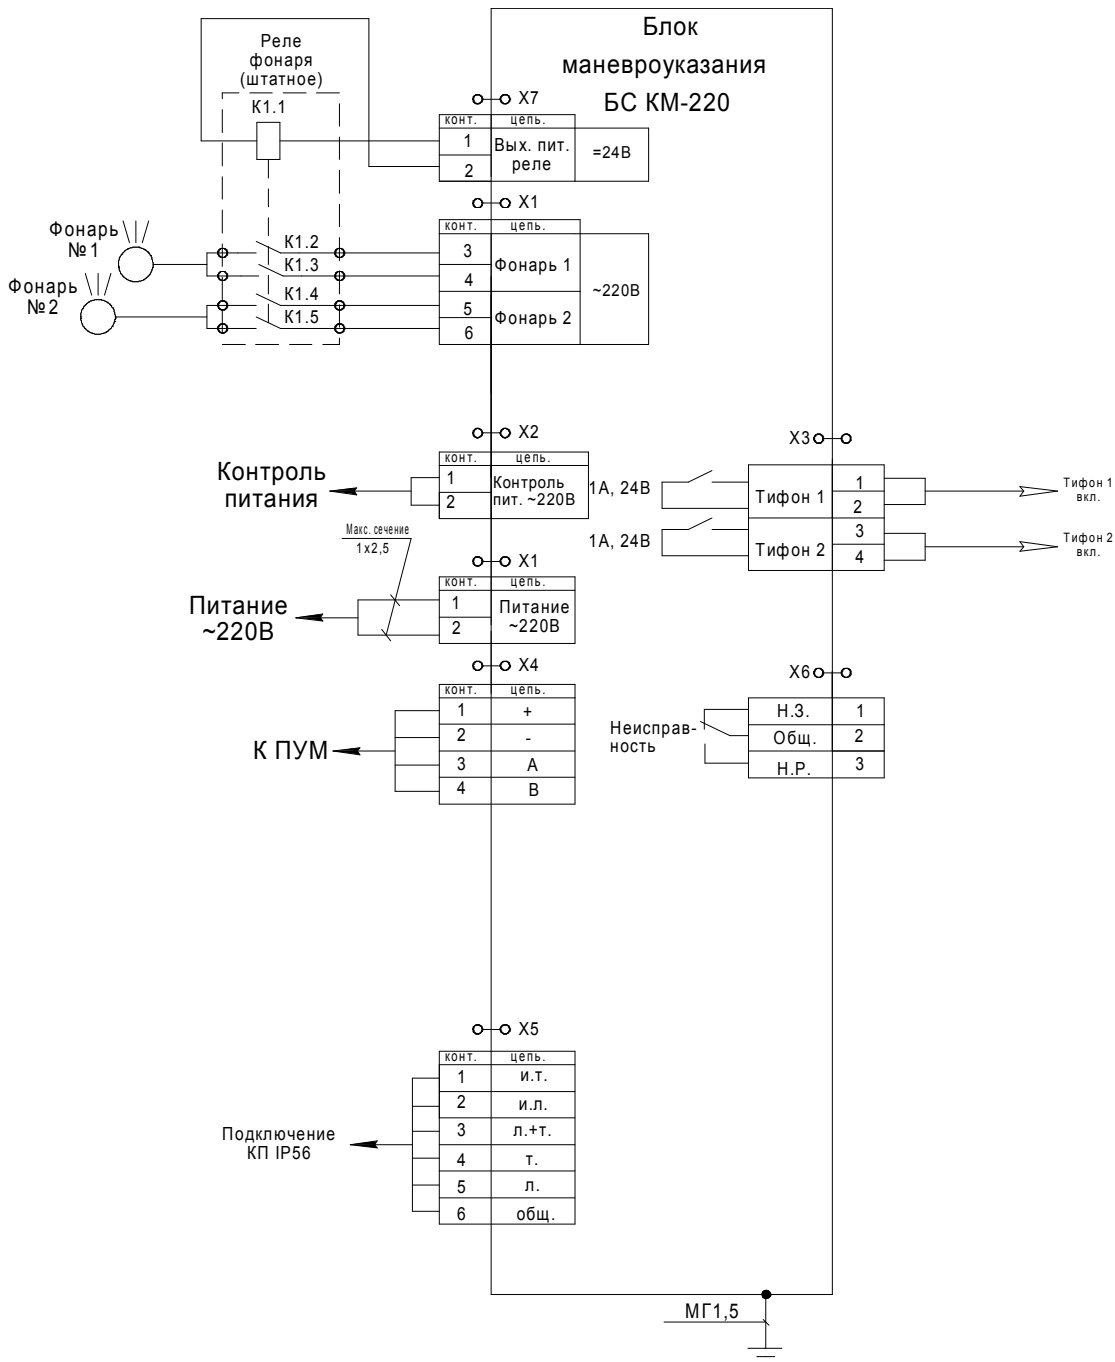 Блок
маневроуказания
БС КМ-220
Реле
фонаря
(штатное)
К1.1
X7
конт. цепь.
1 Вых. пит. реле =24В
2
X1
конт. цепь.
Фонарь №1
К1.2
3 Фонарь 1 ~220В
К1.3
4
Фонарь №2
К1.4
5 Фонарь 2
К1.5
6
X2
конт. цепь.
Контроль питания
1 Контроль пит. ~220В
2
Макс. сечение
1x2,5
X1
конт. цепь.
Питание ~220В
1 Питание ~220В
2
X4
конт. цепь.
1 +
2 -
К ПУМ
3 А
4 В
X3
1А, 24В Тифон 1 1 Тифон 1 вкл.
2
1А, 24В Тифон 2 3 Тифон 2 вкл.
4
X6
Неисправ-
ность
Н.З. 1
Общ. 2
Н.Р. 3
X5
конт. цепь.
1 и.т.
2 и.л.
3 л.+т.
Подключение
КП IP56
4 т.
5 л.
6 общ.
МГ1,5